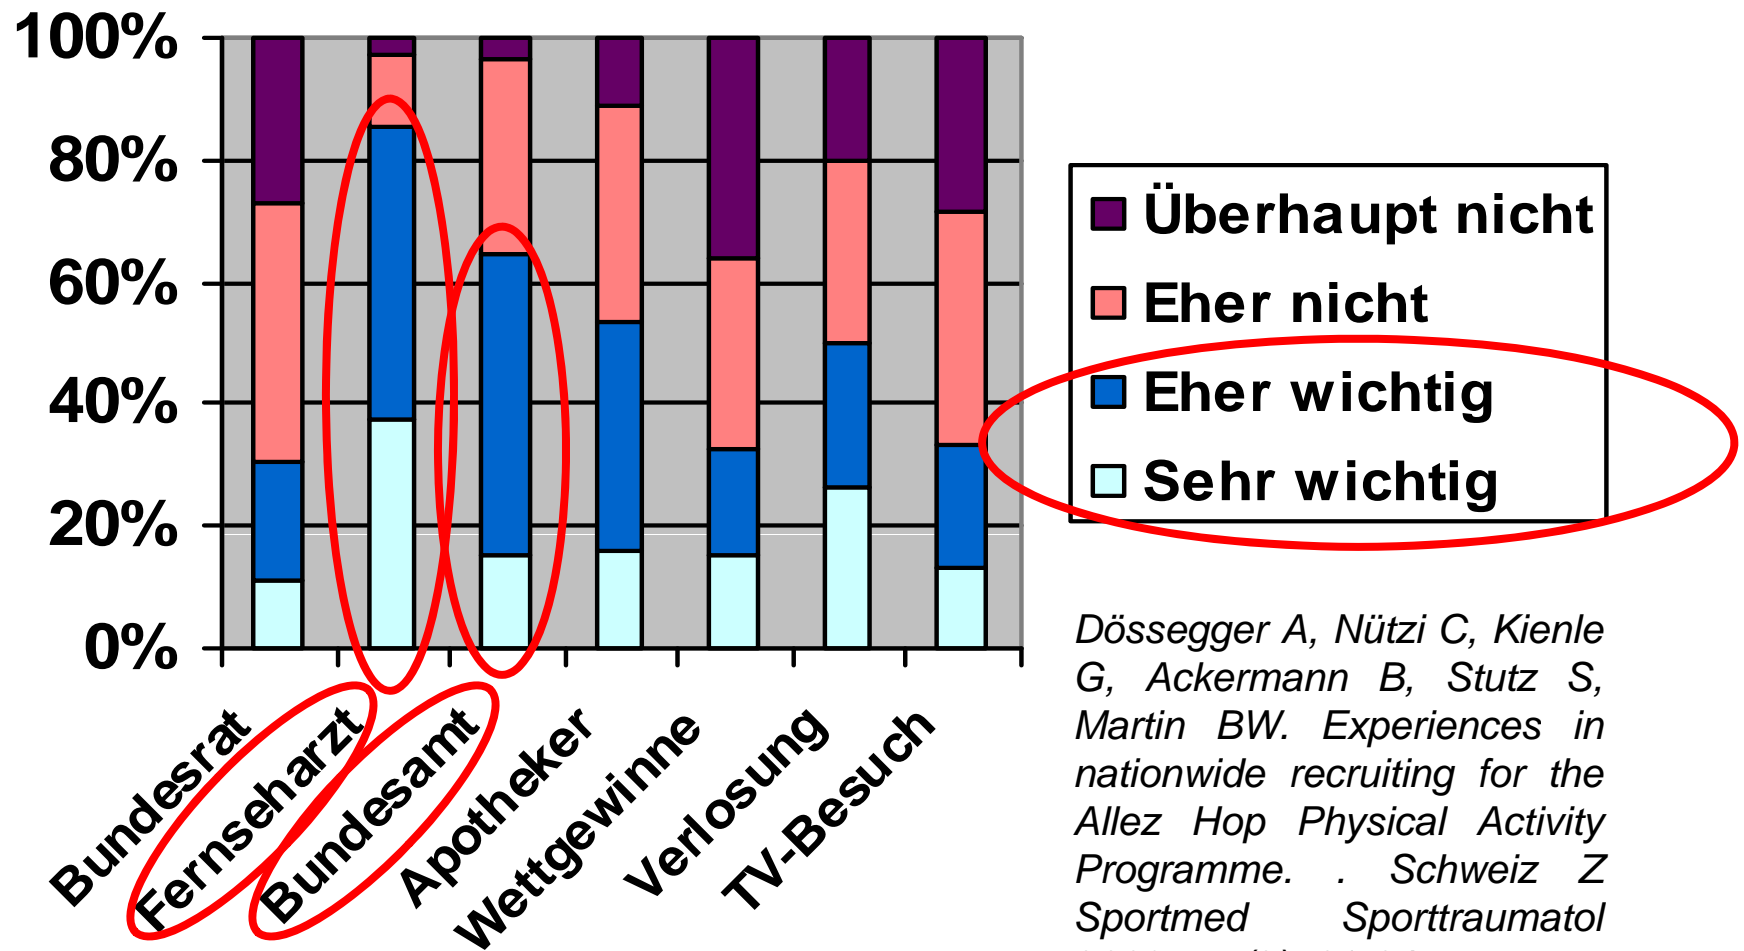 100%
80%
60%
40%
20%
0%
Bundesrat
Fernseharzt
Bundesamt
Apotheker
Wettgewinne
Verlosung
TV-Besuch
Überhaupt nicht
Eher nicht
Eher wichtig
Sehr wichtig
Dössegger A, Nützi C, Kienle
G, Ackermann B, Stutz S,
Martin BW. Experiences in
nationwide recruiting for the
Allez Hop Physical Activity
Programme. . Schweiz Z
Sportmed Sporttraumatol